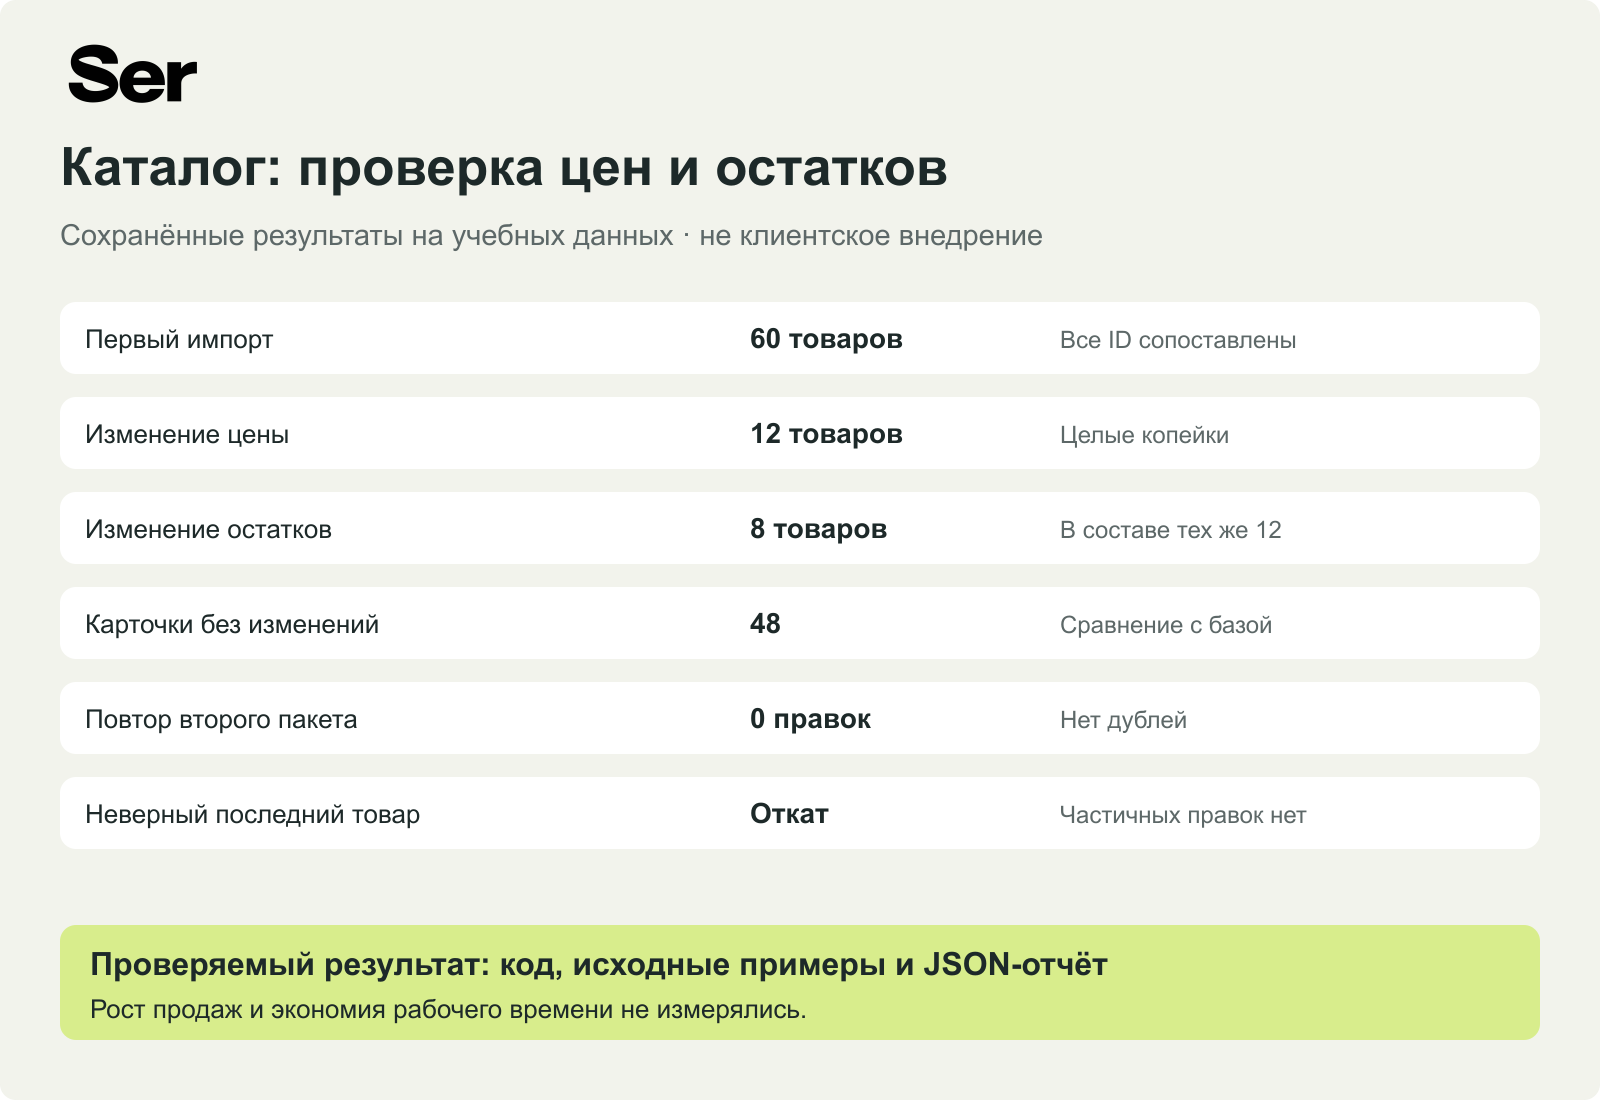 Ser
Каталог: проверка цен и остатков
Сохранённые результаты на учебных данных · не клиентское внедрение
Первый импорт 60 товаров Все ID сопоставлены
Изменение цены 12 товаров Целые копейки
Изменение остатков 8 товаров В составе тех же 12
Карточки без изменений 48 Сравнение с базой
Повтор второго пакета 0 правок Нет дублей
Неверный последний товар Откат Частичных правок нет
Проверяемый результат: код, исходные примеры и JSON-отчёт
Рост продаж и экономия рабочего времени не измерялись.